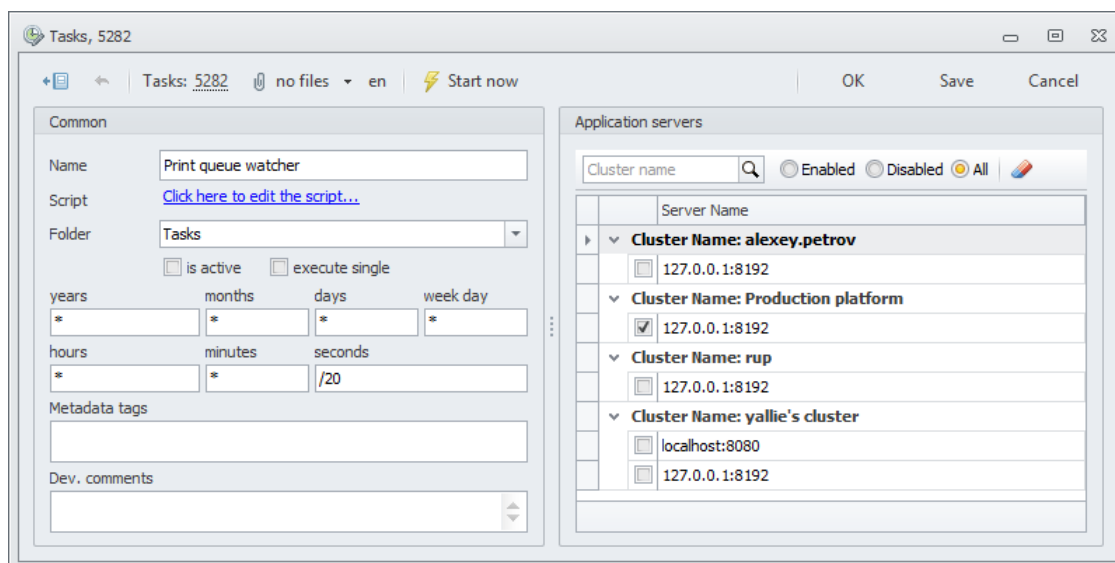 Tasks, 5282
Tasks: 5282 no files en Start now OK Save Cancel
Common
Name Print queue watcher
Script Click here to edit the script...
Folder Tasks
is active execute single
years months days week day
* * * *
hours minutes seconds
* * /20
Metadata tags
Dev. comments
Application servers
Cluster name Enabled Disabled All
Server Name
Cluster Name: alexey.petrov
127.0.0.1:8192
Cluster Name: Production platform
127.0.0.1:8192
Cluster Name: rup
127.0.0.1:8192
Cluster Name: yallie's cluster
localhost:8080
127.0.0.1:8192